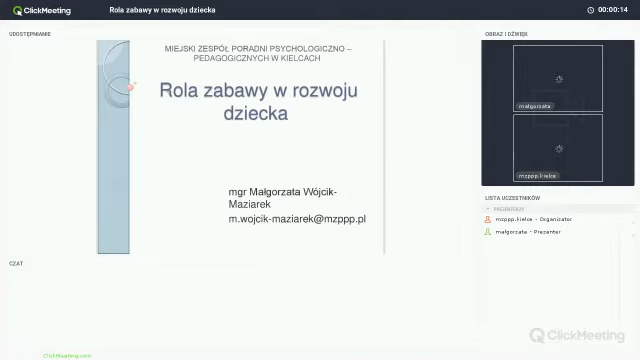 ClickMeeting
Rola zabawy w rozwoju dziecka
00:00:14
UDOSTĘPNIANIE
OBRAZ I DŹWIĘK
MIEJSKI ZESPÓŁ PORADNI PSYCHOLOGICZNO –
PEDAGOGICZNYCH W KIELCACH
Rola zabawy w rozwoju
dziecka
mgr Małgorzata Wójcik-
Maziarek
m.wojcik-maziarek@mzppp.pl
małgorzata
mzppp.kielce
LISTA UCZESTNIKÓW
PREZENTERZY
mzppp.kielce - Organizator
małgorzata - Prezenter
CZAT
ClickMeeting
ClickMeeting.com